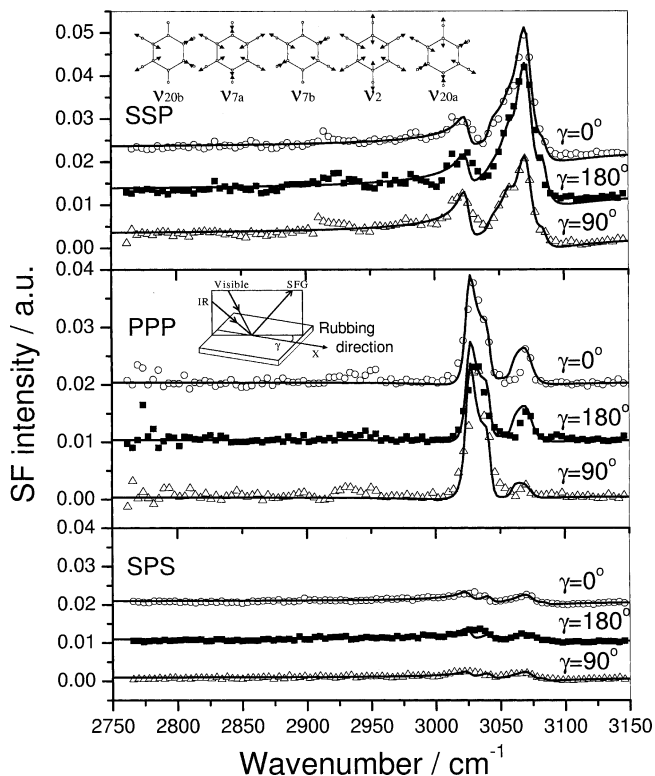 0.05
0.04
0.03
0.02
0.01
0.00
ν20b ν7a ν7b ν2 ν20a
SSP
γ=0°
γ=180°
γ=90°
0.04
0.03
0.02
0.01
0.00
PPP
Visible SFG
IR
γ
X
Rubbing
direction
γ=0°
γ=180°
γ=90°
0.04
0.03
0.02
0.01
0.00
SPS
γ=0°
γ=180°
γ=90°
SF intensity / a.u.
2750 2800 2850 2900 2950 3000 3050 3100 3150
Wavenumber / cm⁻¹